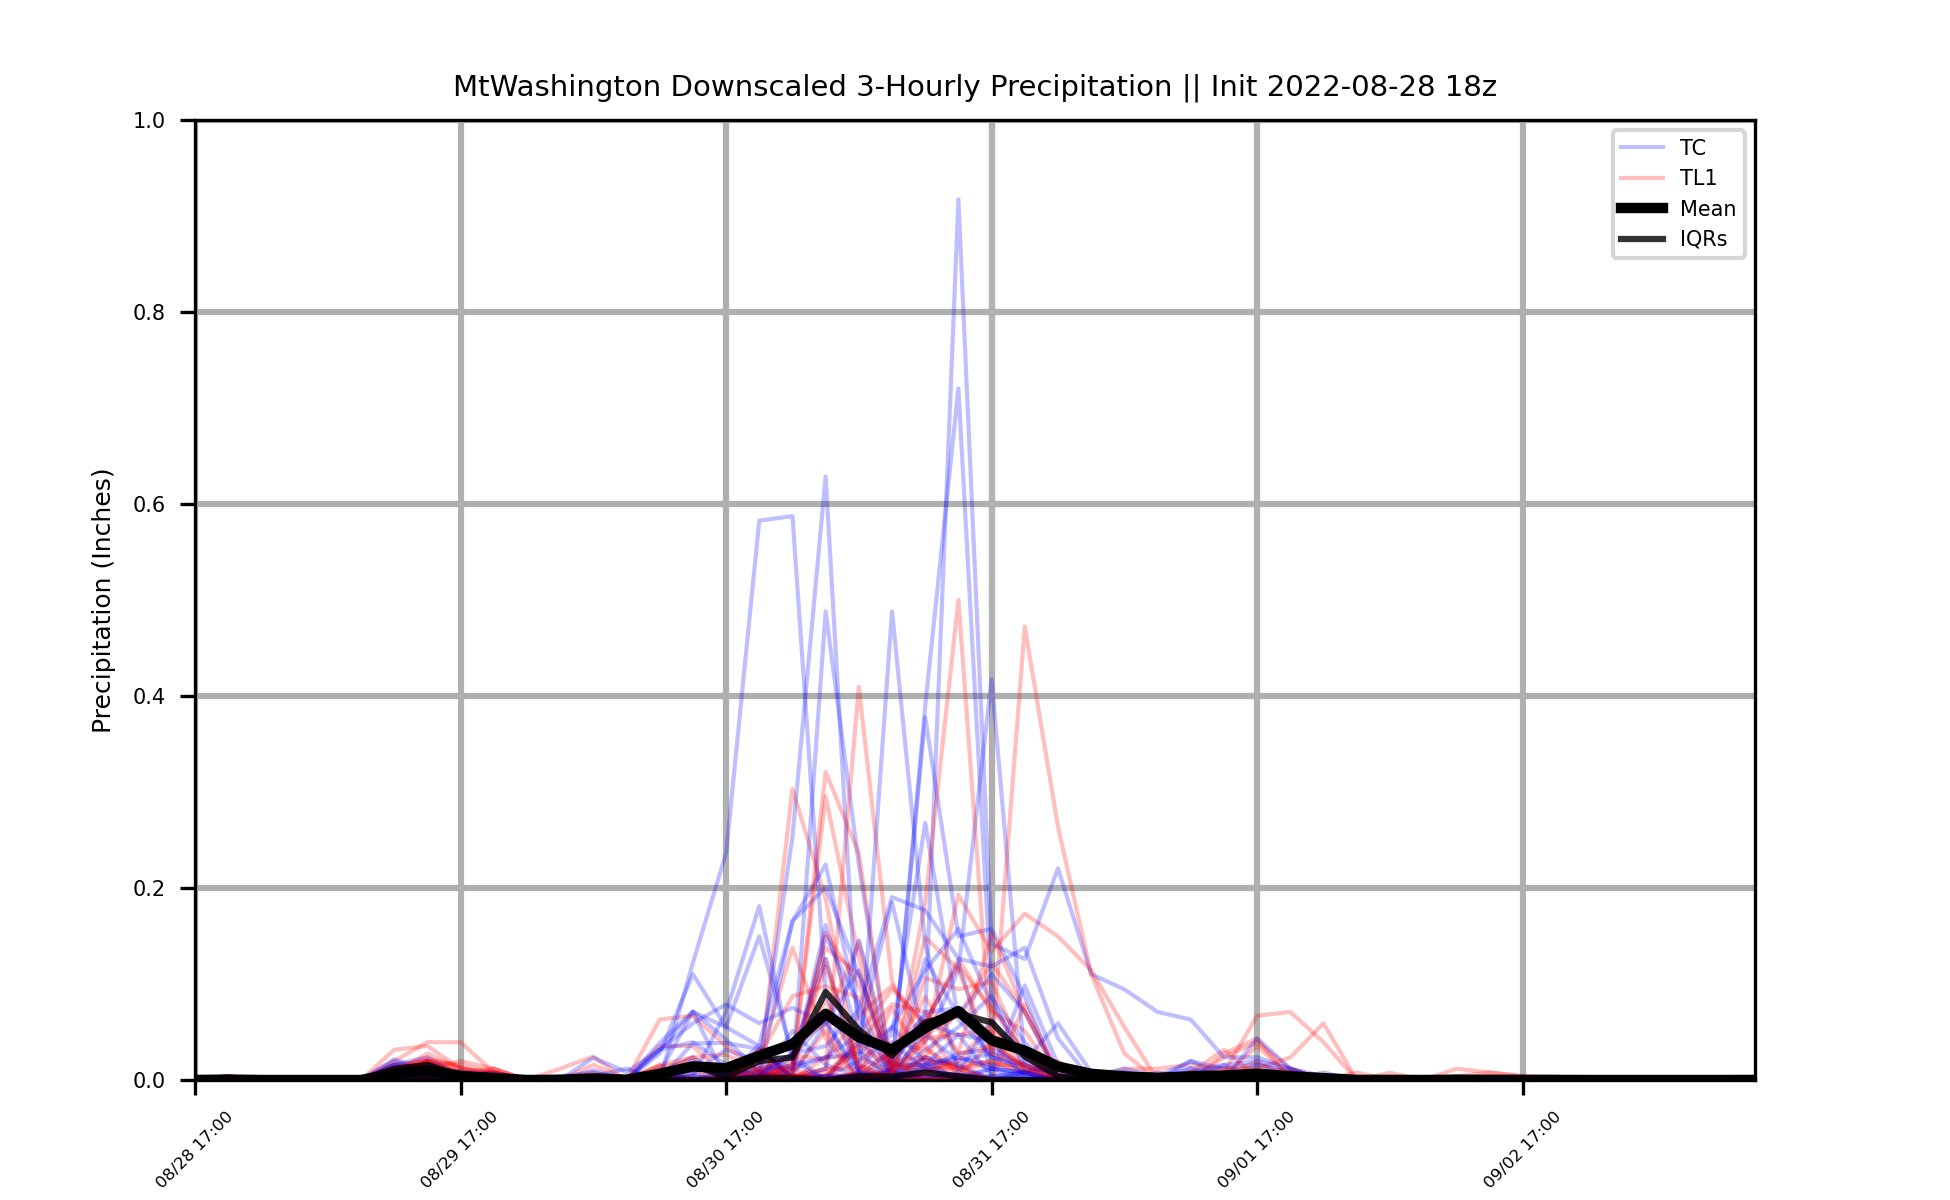 MtWashington Downscaled 3-Hourly Precipitation || Init 2022-08-28 18z
1.0
0.8
0.6
0.4
0.2
0.0
Precipitation (Inches)
TC
TL1
Mean
IQRs
08/28 17:00
08/29 17:00
08/30 17:00
08/31 17:00
09/01 17:00
09/02 17:00